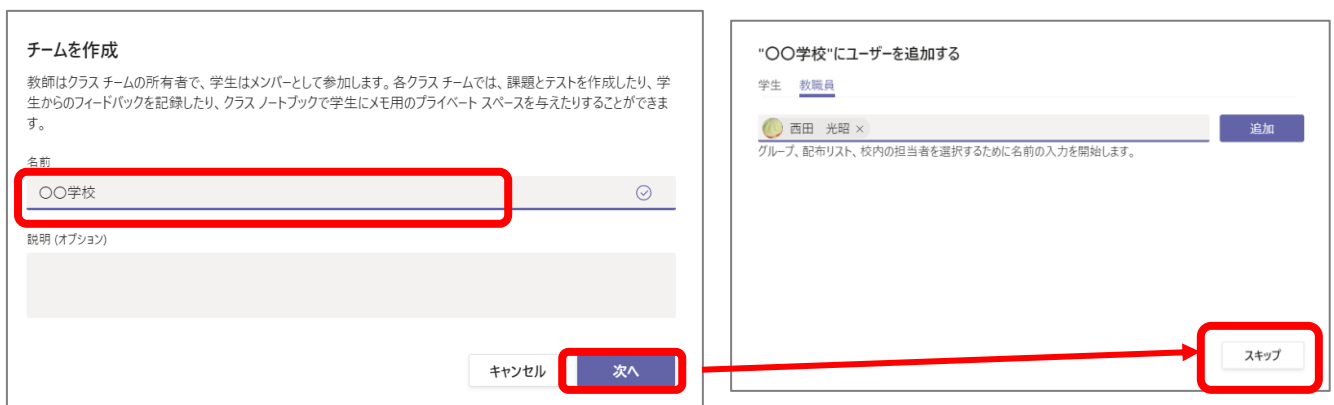 チームを作成
教師はクラス チームの所有者で、学生はメンバーとして参加します。各クラス チームでは、課題とテストを作成したり、学
生からのフィードバックを記録したり、クラス ノートブックで学生にメモ用のプライベート スペースを与えたりすることができま
す。
名前
〇〇学校
説明 (オプション)
キャンセル
次へ
"〇〇学校"にユーザーを追加する
学生 教職員
西田 光昭 ×
追加
グループ、配布リスト、校内の担当者を選択するために名前の入力を開始します。
スキップ